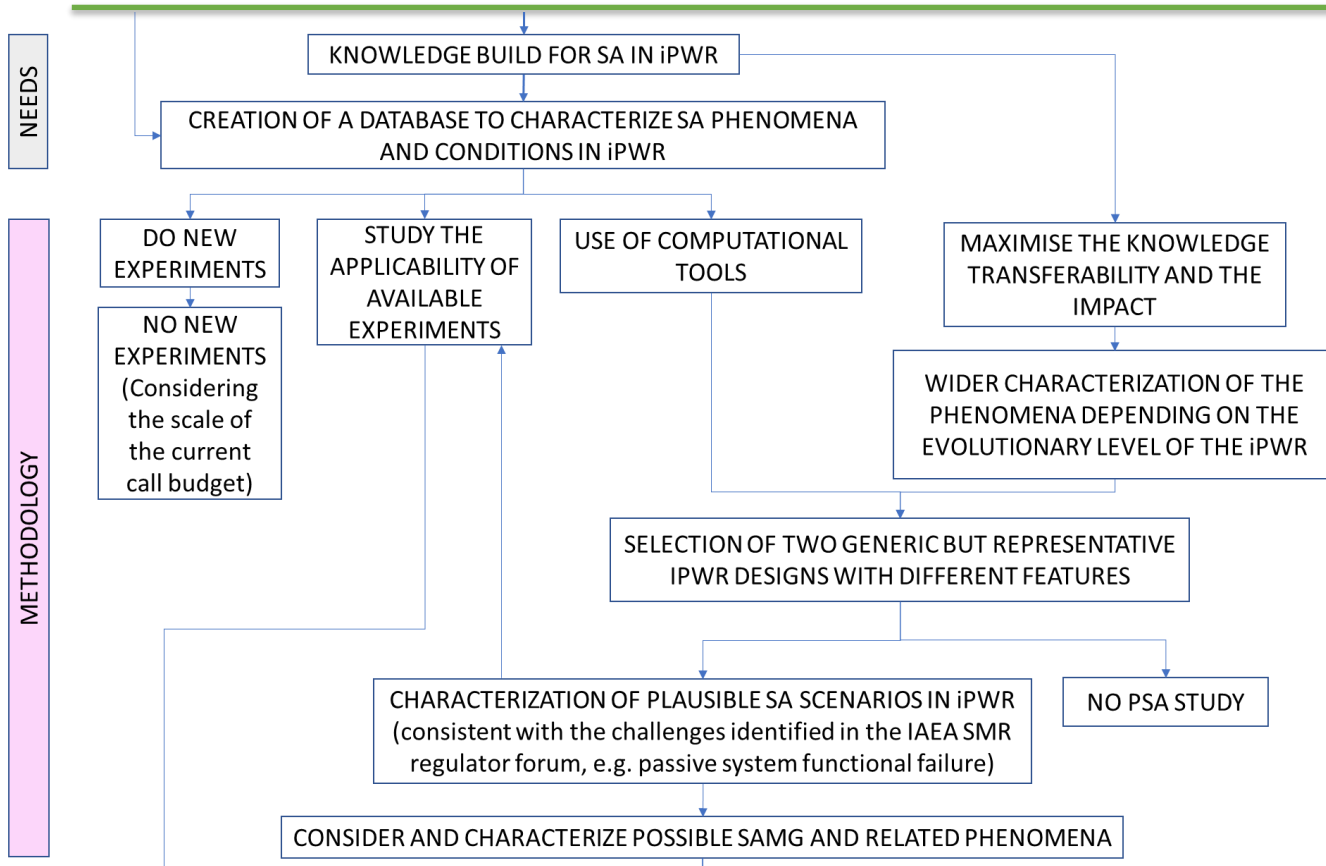 NEEDS
KNOWLEDGE BUILD FOR SA IN iPWR
CREATION OF A DATABASE TO CHARACTERIZE SA PHENOMENA
AND CONDITIONS IN iPWR
METHODOLOGY
DO NEW
EXPERIMENTS
NO NEW
EXPERIMENTS
(Considering
the scale of
the current
call budget)
STUDY THE
APPLICABILITY OF
AVAILABLE
EXPERIMENTS
USE OF COMPUTATIONAL
TOOLS
MAXIMISE THE KNOWLEDGE
TRANSFERABILITY AND THE
IMPACT
WIDER CHARACTERIZATION OF THE
PHENOMENA DEPENDING ON THE
EVOLUTIONARY LEVEL OF THE iPWR
SELECTION OF TWO GENERIC BUT REPRESENTATIVE
IPWR DESIGNS WITH DIFFERENT FEATURES
CHARACTERIZATION OF PLAUSIBLE SA SCENARIOS IN iPWR
(consistent with the challenges identified in the IAEA SMR
regulator forum, e.g. passive system functional failure)
NO PSA STUDY
CONSIDER AND CHARACTERIZE POSSIBLE SAMG AND RELATED PHENOMENA